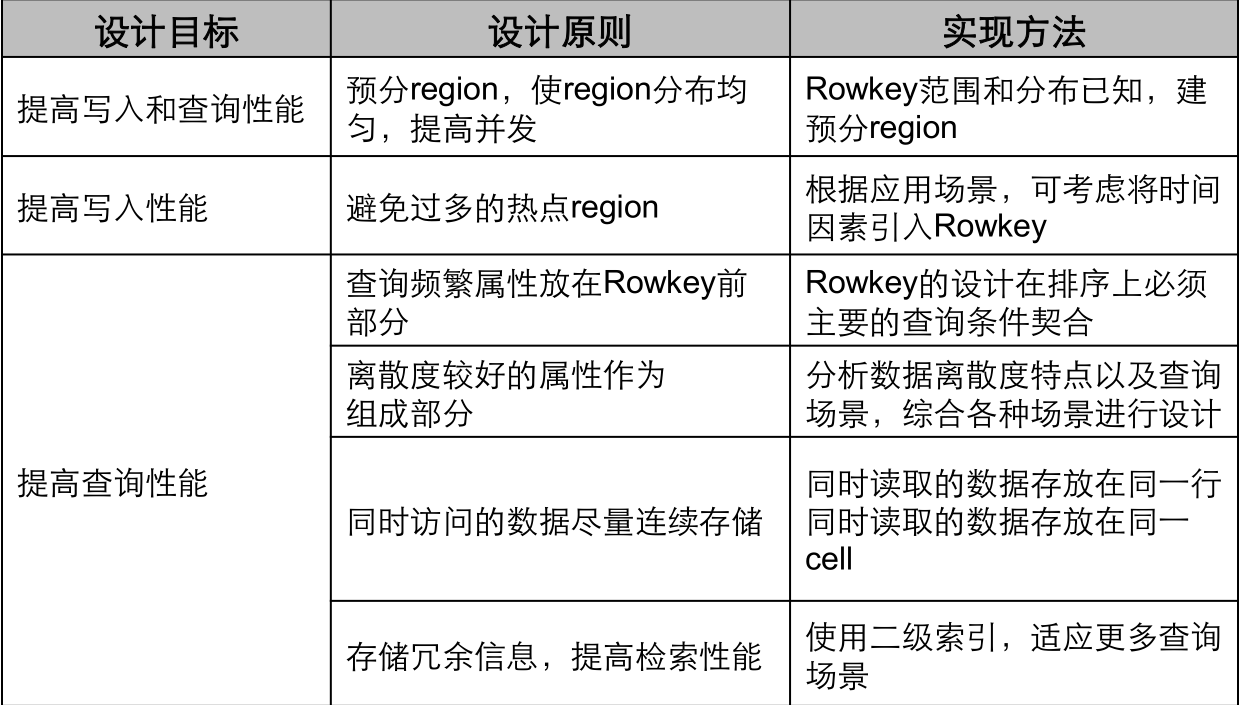 设计目标
设计原则
实现方法
提高写入和查询性能
预分region，使region分布均
匀，提高并发
Rowkey范围和分布已知，建
预分region
提高写入性能
避免过多的热点region
根据应用场景，可考虑将时间
因素引入Rowkey
提高查询性能
查询频繁属性放在Rowkey前
部分
Rowkey的设计在排序上必须
主要的查询条件契合
离散度较好的属性作为
组成部分
分析数据离散度特点以及查询
场景，综合各种场景进行设计
同时访问的数据尽量连续存储
同时读取的数据存放在同一行
同时读取的数据存放在同一
cell
存储冗余信息，提高检索性能
使用二级索引，适应更多查询
场景